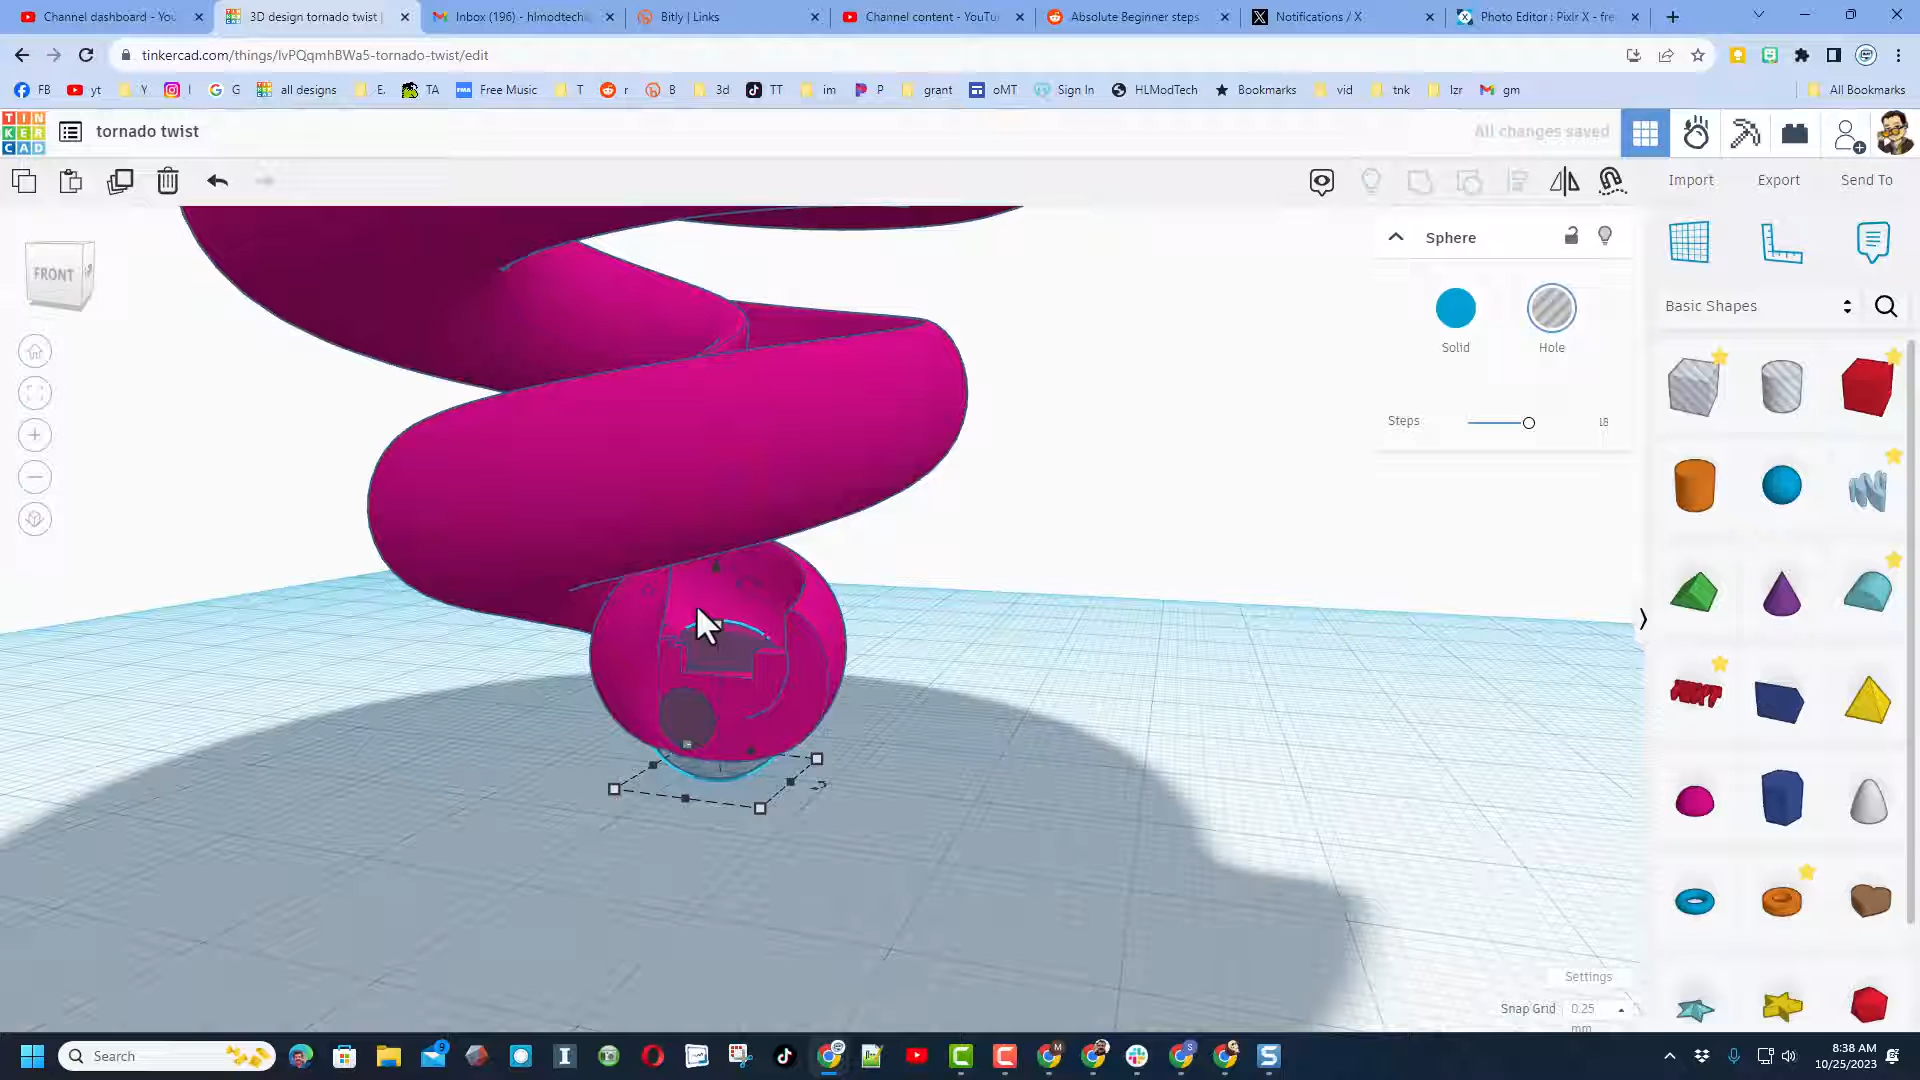 Channel dashboard - You
3D design tornado twist |
Inbox (196) - hlmodtech
Bitly | Links
Channel content - YouTu
Absolute Beginner steps
Notifications / X
Photo Editor : Pixlr X - fre
tinkercad.com/things/lvPQqmhBWa5-tornado-twist/edit
FB
yt
Y
I
G
all designs
E.
TA
Free Music
T
r
B
3d
TT
im
P
grant
oMT
Sign In
HLModTech
Bookmarks
vid
tnk
lzr
gm
All Bookmarks
TIN
KER
CAD
tornado twist
All changes saved
Import
Export
Send To
FRONT
Sphere
Solid
Hole
Steps
18
Basic Shapes
Settings
Snap Grid
0.25
mm
Search
9
M
S
8:38 AM
10/25/2023